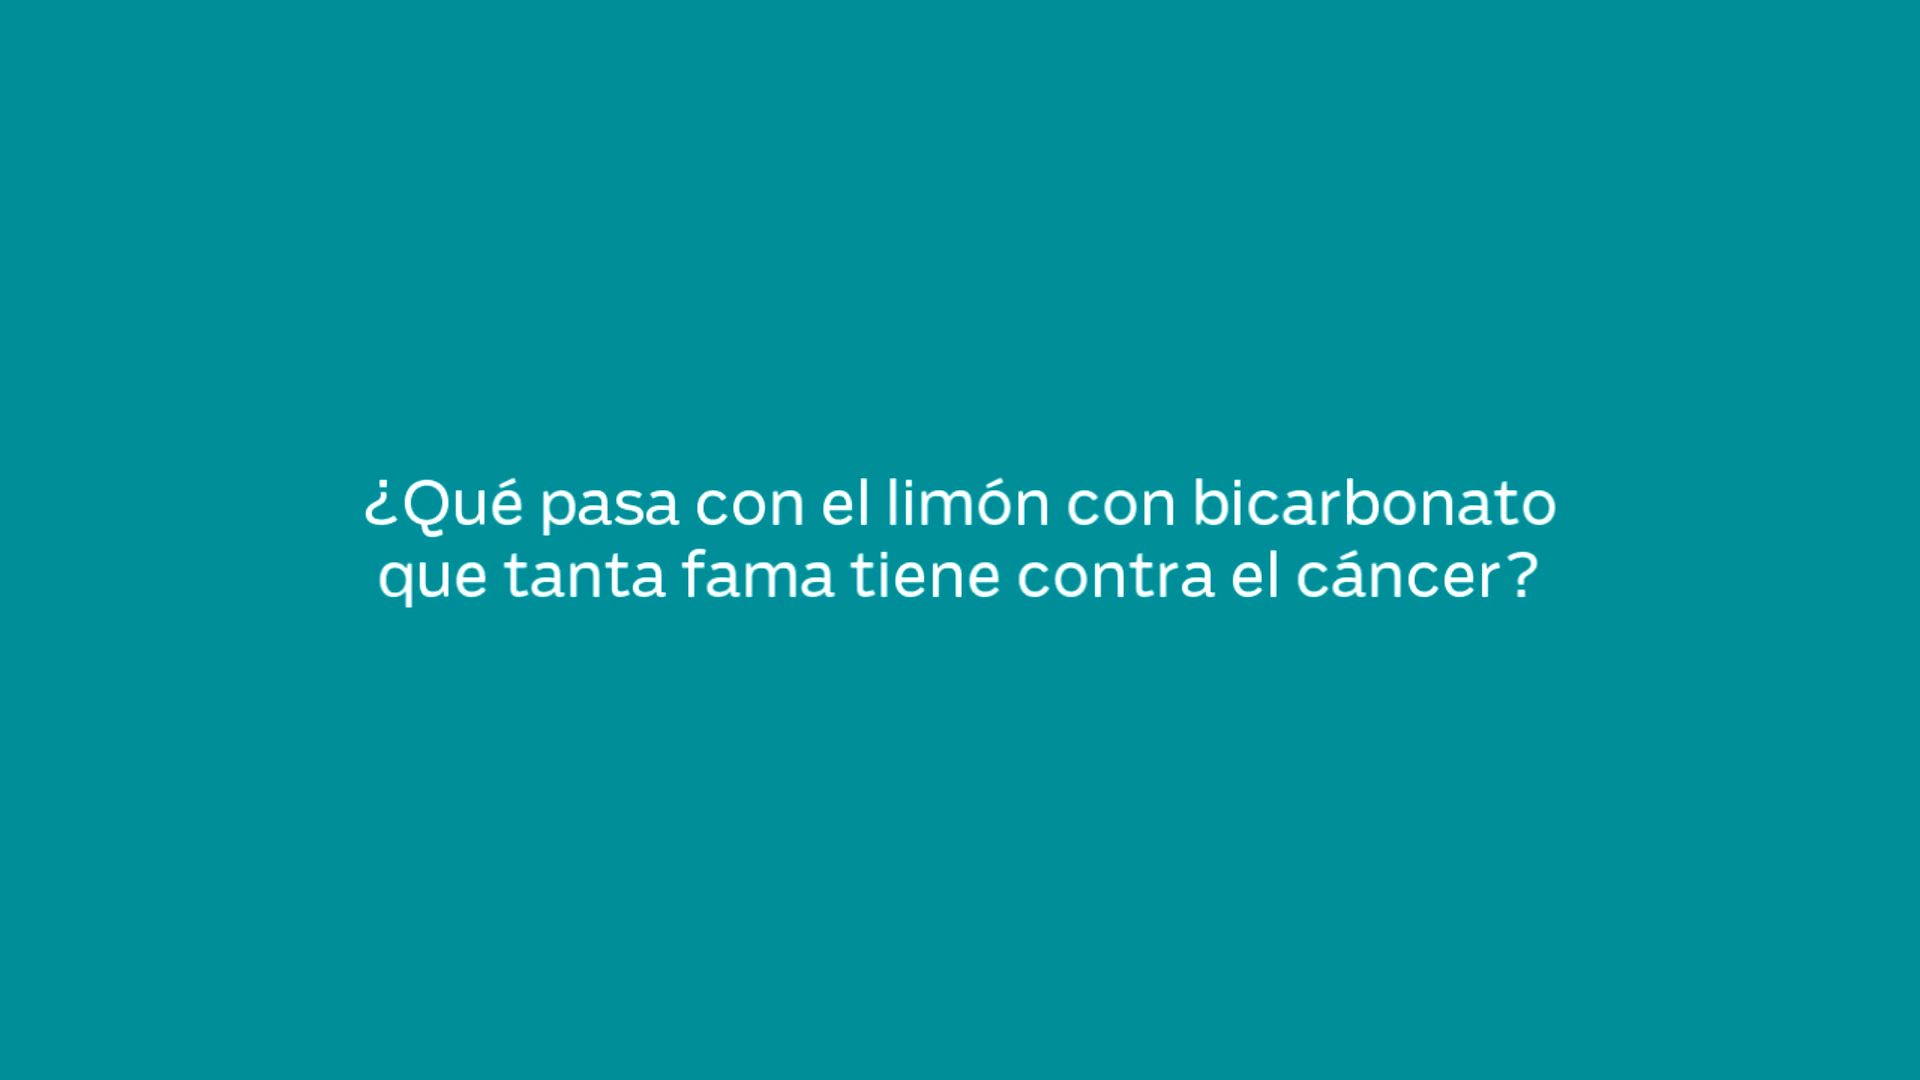 ¿Qué pasa con el limón con bicarbonato
que tanta fama tiene contra el cáncer?